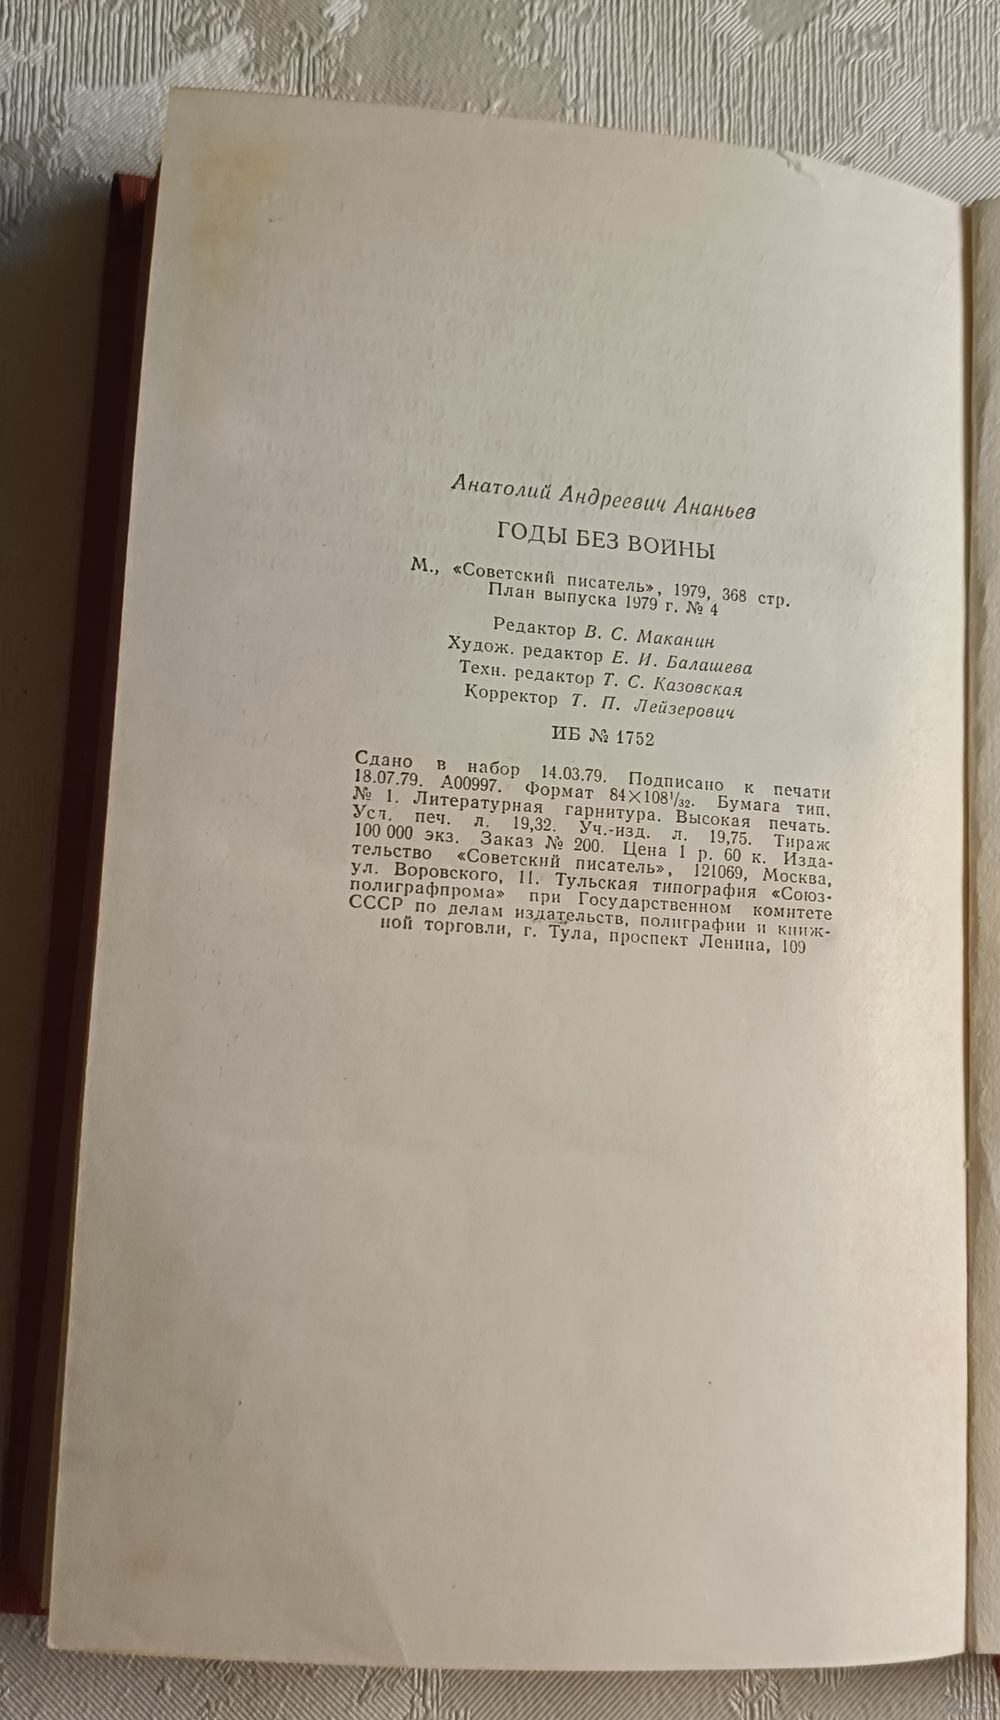 Анатолий Андреевич Ананьев
ГОДЫ БЕЗ ВОЙНЫ
М., «Советский писатель», 1979, 368 стр.
План выпуска 1979 г. № 4
Редактор В. С. Маканин
Худож. редактор Е. И. Балашева
Техн. редактор Т. С. Казовская
Корректор Т. П. Лейзерович
ИБ № 1752
Сдано в набор 14.03.79. Подписано к печати
18.07.79. А00997. Формат 84×108¹/₃₂. Бумага тип.
№ 1. Литературная гарнитура. Высокая печать.
Усл. печ. л. 19,32. Уч.-изд. л. 19,75. Тираж
100 000 экз. Заказ № 200. Цена 1 р. 60 к. Изда-
тельство «Советский писатель», 121069, Москва,
ул. Воровского, 11. Тульская типография «Союз-
полиграфпрома» при Государственном комитете
СССР по делам издательств, полиграфии и книж-
ной торговли, г. Тула, проспект Ленина, 109